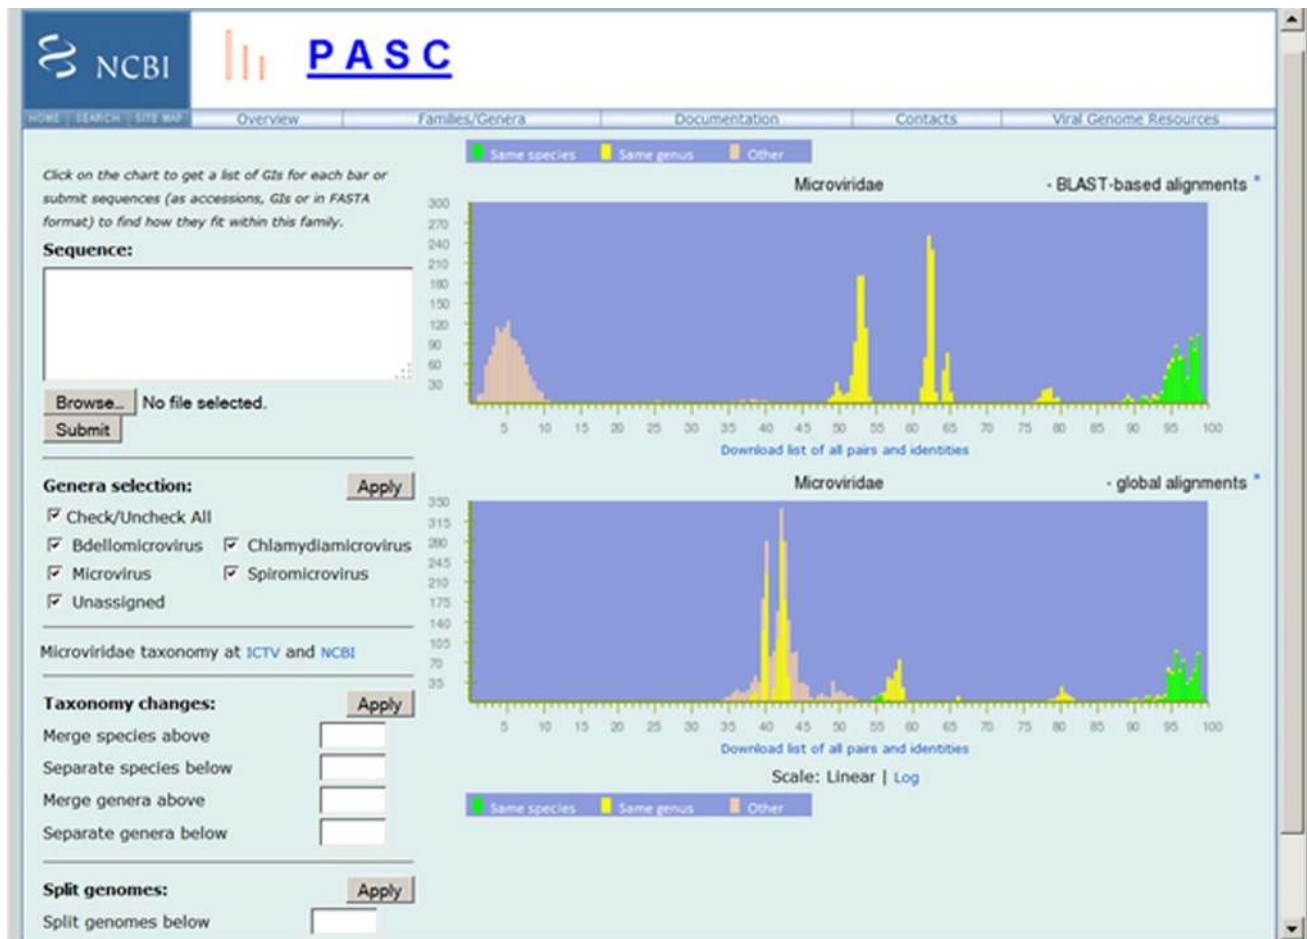 NCBI
PASC
HOME SEARCH SITE MAP Overview Families/Genera Documentation Contacts Viral Genome Resources
Click on the chart to get a list of GIs for each bar or
submit sequences (as accessions, GIs or in FASTA
format) to find how they fit within this family.
Sequence:
Browse... No file selected.
Submit
Genera selection: Apply
Check/Uncheck All
Bdellomicrovirus Chlamydiamicrovirus
Microvirus Spiromicrovirus
Unassigned
Microviridae taxonomy at ICTV and NCBI
Taxonomy changes: Apply
Merge species above
Separate species below
Merge genera above
Separate genera below
Split genomes: Apply
Split genomes below
Same species Same genus Other
Microviridae - BLAST-based alignments *
300
270
240
210
180
150
120
90
60
30
5 10 15 20 25 30 35 40 45 50 55 60 65 70 75 80 85 90 95 100
Download list of all pairs and identities
Microviridae - global alignments *
350
315
280
245
210
175
140
105
70
35
5 10 15 20 25 30 35 40 45 50 55 60 65 70 75 80 85 90 95 100
Download list of all pairs and identities
Scale: Linear | Log
Same species Same genus Other